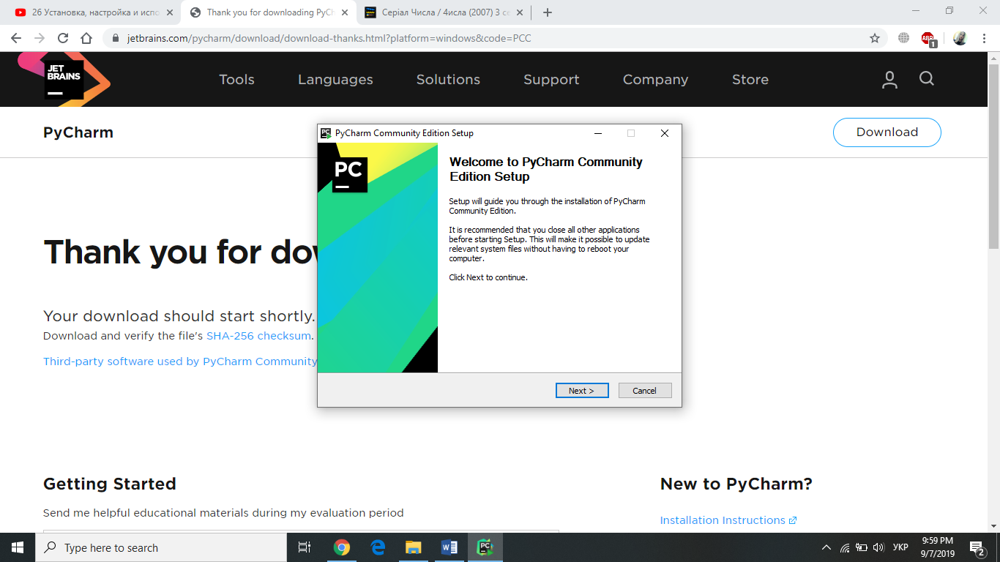 26 Установка, настройка и испо
Thank you for downloading PyCh
Серіал Числа / 4исла (2007) 3 се
jetbrains.com/pycharm/download/download-thanks.html?platform=windows&code=PCC
ABP
1
JET
BRAINS
Tools
Languages
Solutions
Support
Company
Store
PyCharm
Download
PyCharm Community Edition Setup
PC
Welcome to PyCharm Community
Edition Setup
Setup will guide you through the installation of PyCharm
Community Edition.
It is recommended that you close all other applications
before starting Setup. This will make it possible to update
relevant system files without having to reboot your
computer.
Click Next to continue.
Next >
Cancel
Thank you for dow
Your download should start shortly.
Download and verify the file's SHA-256 checksum.
Third-party software used by PyCharm Community
Getting Started
Send me helpful educational materials during my evaluation period
New to PyCharm?
Installation Instructions
Type here to search
УКР
9:59 PM
9/7/2019
2